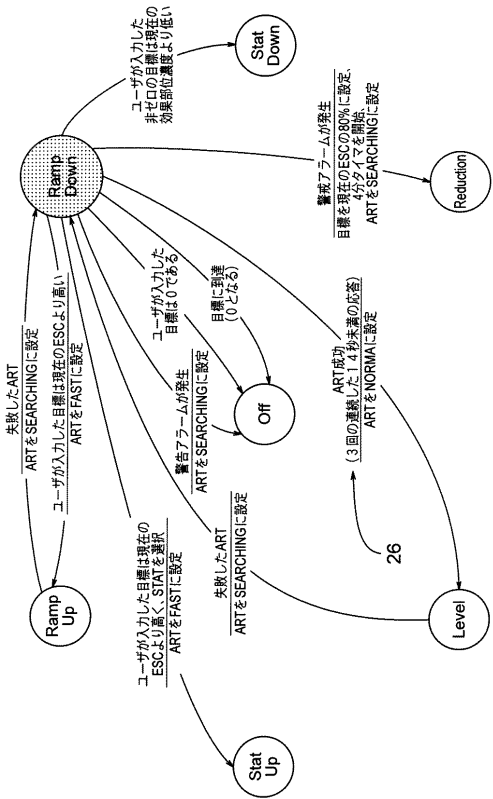 Ramp
Up
失敗したART
ARTをSEARCHINGに設定
ユーザが入力した目標は現在のESCより高い
ARTをFASTに設定
Ramp
Down
ユーザが入力した
非ゼロの目標は現在の
効果部位濃度より低い
Stat
Down
ユーザが入力した
目標は0である
目標に到達
(0となる)
警告アラームが発生
ARTをSEARCHINGに設定
Off
ユーザが入力した目標は現在の
ESCより高く、STATを選択
ARTをFASTに設定
Stat
Up
失敗したART
ARTをSEARCHINGに設定
警戒アラームが発生
目標を現在のESCの80%に設定、
4分タイマを開始、
ARTをSEARCHINGに設定
Reduction
ART成功
(3回の連続した14秒未満の応答)
ARTをNORMAlに設定
26
Level